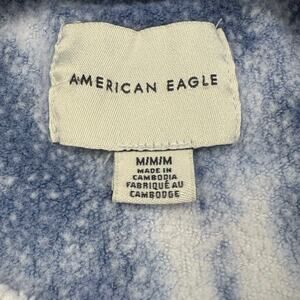 AMERICAN EAGLE
M/M/M
MADE IN
CAMBODIA
FABRIQUÉ AU
CAMBODGE